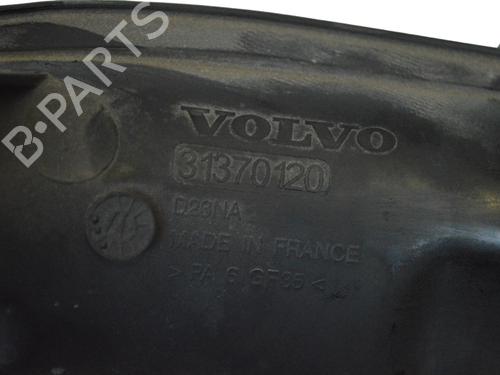 B-PARTS
VOLVO
31370120
D23NA
MADE IN FRANCE
> PA 6 GF35 <